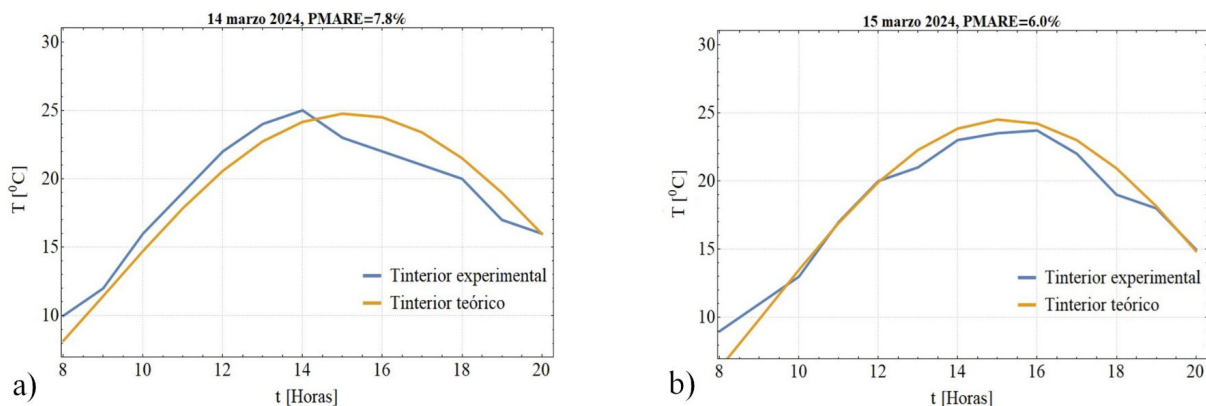 14 marzo 2024, PMARE=7.8%
30
25
20
15
10
T [⁰C]
Tinterior experimental
Tinterior teórico
8 10 12 14 16 18 20
t [Horas]
a)
15 marzo 2024, PMARE=6.0%
30
25
20
15
10
T [⁰C]
Tinterior experimental
Tinterior teórico
8 10 12 14 16 18 20
t [Horas]
b)